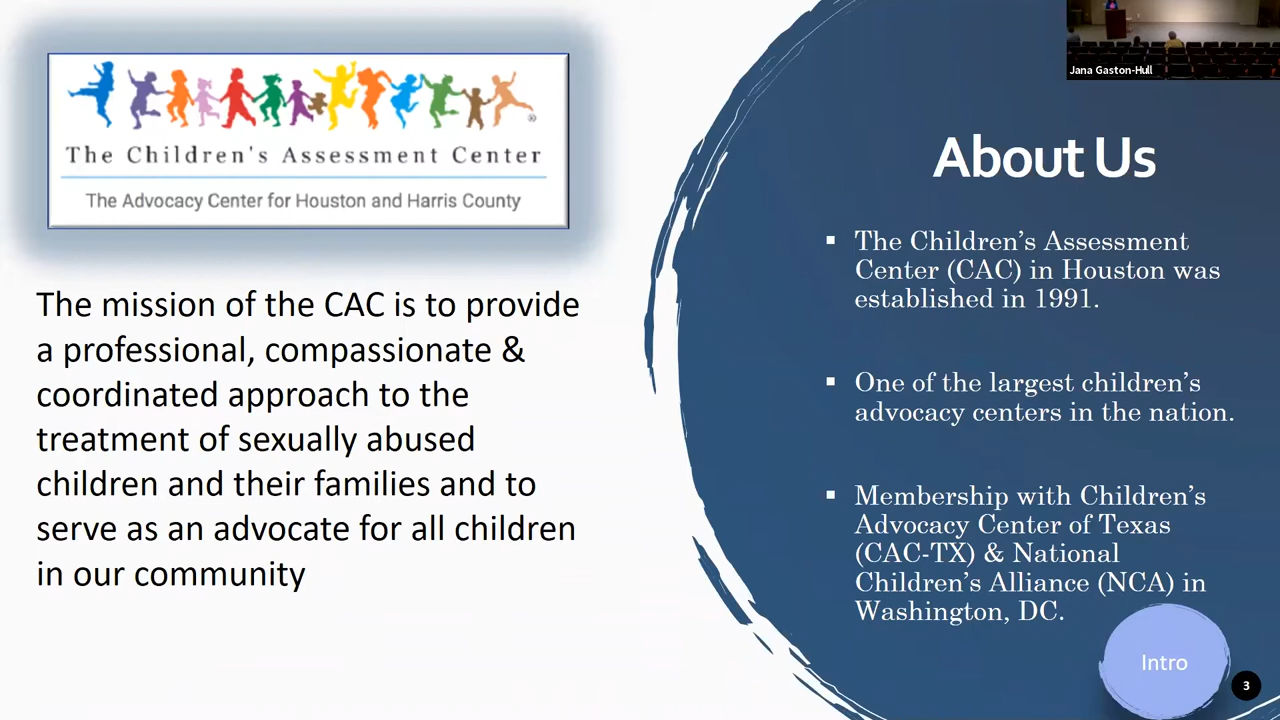 The Children's Assessment Center
The Advocacy Center for Houston and Harris County
The mission of the CAC is to provide
a professional, compassionate &
coordinated approach to the
treatment of sexually abused
children and their families and to
serve as an advocate for all children
in our community
Jana Gaston-Hull
About Us
▪ The Children’s Assessment
Center (CAC) in Houston was
established in 1991.
▪ One of the largest children’s
advocacy centers in the nation.
▪ Membership with Children’s
Advocacy Center of Texas
(CAC-TX) & National
Children’s Alliance (NCA) in
Washington, DC.
Intro
3